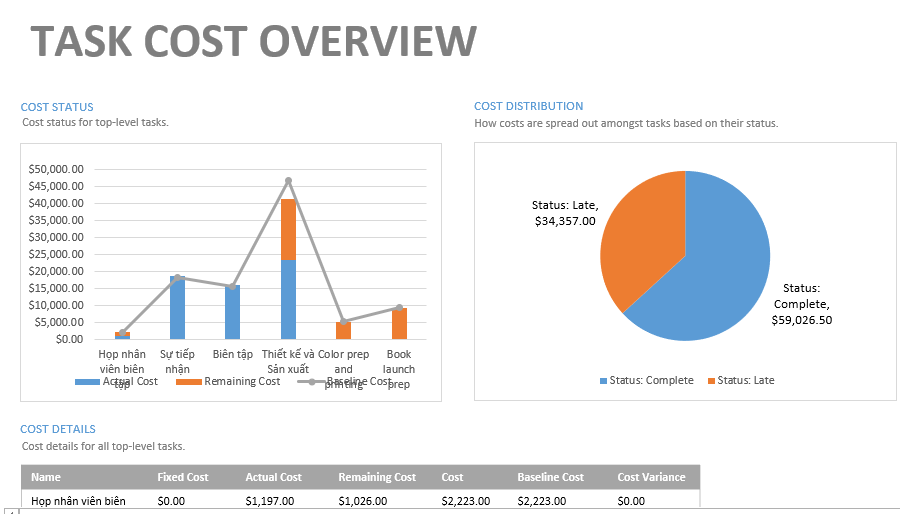 TASK COST OVERVIEW
COST STATUS
Cost status for top-level tasks.
$50,000.00
$45,000.00
$40,000.00
$35,000.00
$30,000.00
$25,000.00
$20,000.00
$15,000.00
$10,000.00
$5,000.00
$0.00
Họp nhân
viên biên
tập
Sự tiếp
nhận
Biên tập
Thiết kế và
Sản xuất
Color prep
and
printing
Book
launch
prep
Actual Cost
Remaining Cost
Baseline Cost
COST DISTRIBUTION
How costs are spread out amongst tasks based on their status.
Status: Late,
$34,357.00
Status:
Complete,
$59,026.50
Status: Complete
Status: Late
COST DETAILS
Cost details for all top-level tasks.
Name Fixed Cost Actual Cost Remaining Cost Cost Baseline Cost Cost Variance
Họp nhân viên biên $0.00 $1,197.00 $1,026.00 $2,223.00 $2,223.00 $0.00